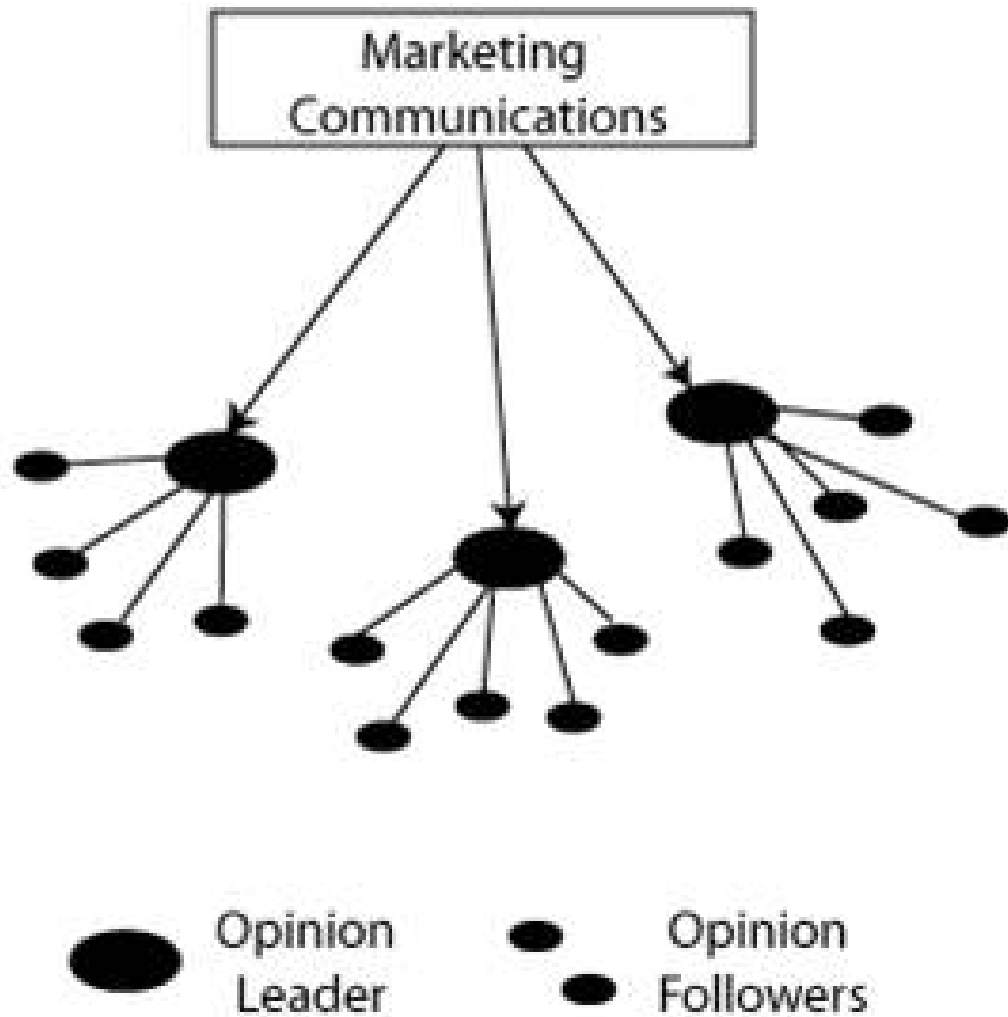 Marketing
Communications
Opinion
Leader
Opinion
Followers